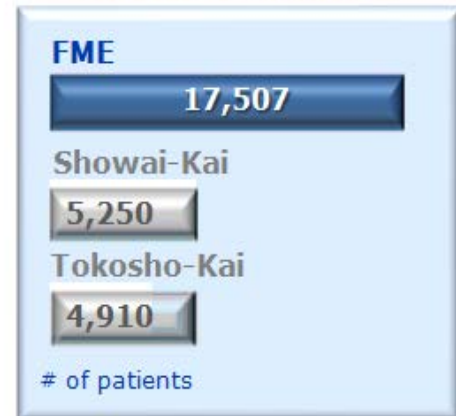 FME
17,507
Showai-Kai
5,250
Tokosho-Kai
4,910
# of patients